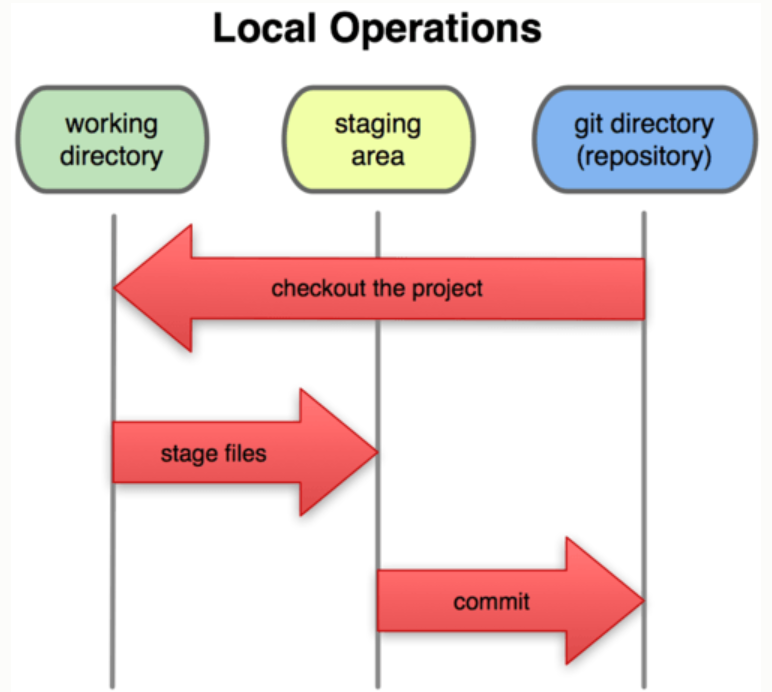 Local Operations
working
directory
staging
area
git directory
(repository)
checkout the project
stage files
commit